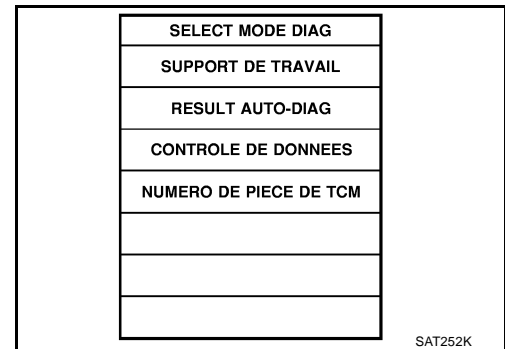 SELECT MODE DIAG
SUPPORT DE TRAVAIL
RESULT AUTO-DIAG
CONTROLE DE DONNEES
NUMERO DE PIECE DE TCM
SAT252K